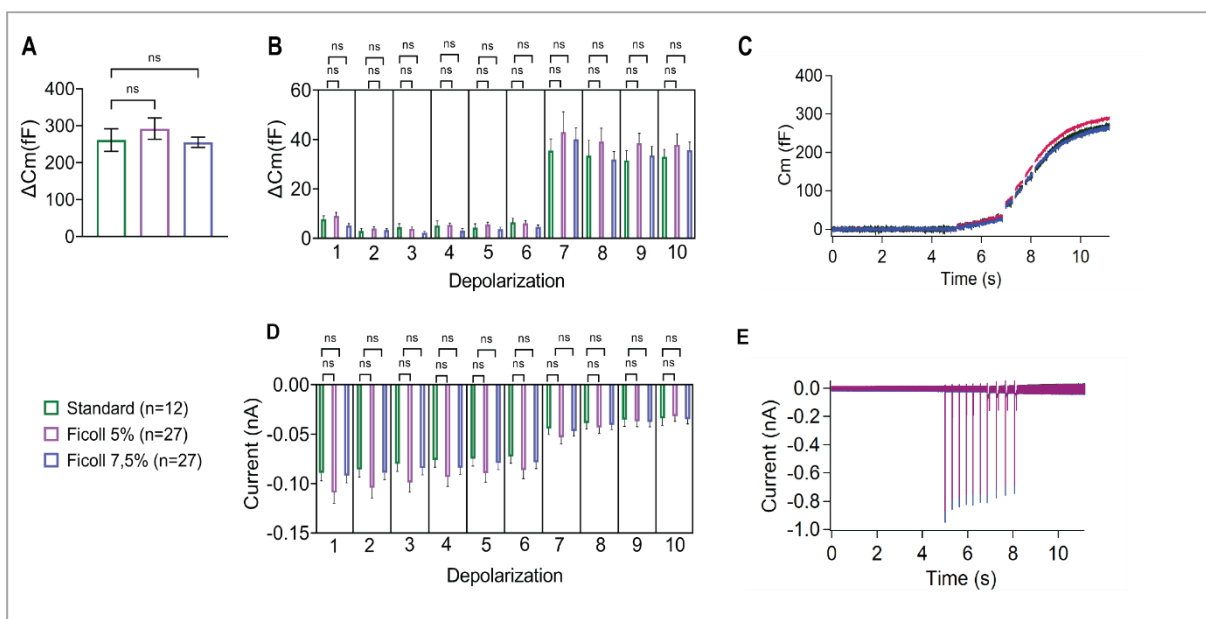 A
ns
ns
400
300
200
100
0
ΔCm(fF)
B
ns ns ns ns ns ns ns ns ns ns
ns ns ns ns ns ns ns ns ns ns
60
40
20
0
ΔCm(fF)
1 2 3 4 5 6 7 8 9 10
Depolarization
C
400
300
200
100
0
Cm (fF)
0 2 4 6 8 10
Time (s)
Standard (n=12)
Ficoll 5% (n=27)
Ficoll 7,5% (n=27)
D
ns ns ns ns ns ns ns ns ns ns
ns ns ns ns ns ns ns ns ns ns
0.00
-0.05
-0.10
-0.15
Current (nA)
1 2 3 4 5 6 7 8 9 10
Depolarization
E
0.0
-0.2
-0.4
-0.6
-0.8
-1.0
Current (nA)
0 2 4 6 8 10
Time (s)